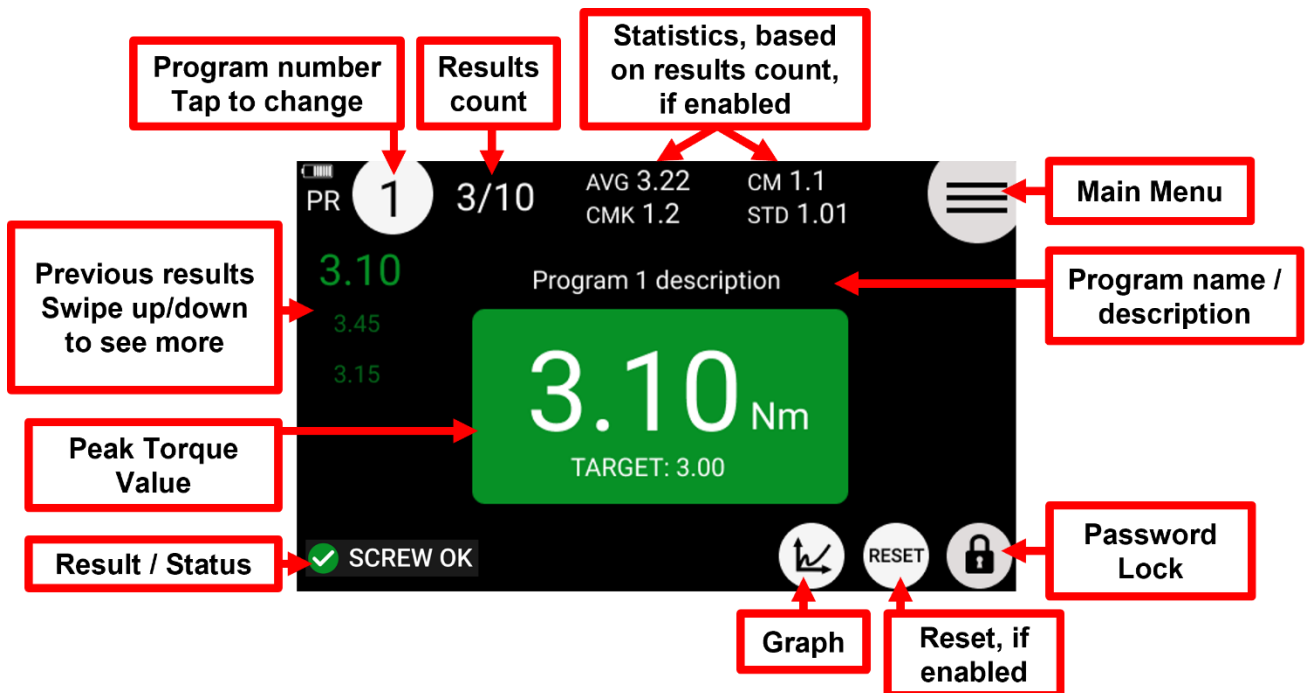 Statistics, based
on results count,
if enabled
Program number
Tap to change
Results
count
PR 1 3/10
AVG 3.22 CM 1.1
CMK 1.2 STD 1.01
Main Menu
Previous results
Swipe up/down
to see more
3.10
3.45
3.15
Program 1 description
Program name /
description
3.10 Nm
TARGET: 3.00
Peak Torque
Value
Result / Status
SCREW OK
RESET
Password
Lock
Graph
Reset, if
enabled